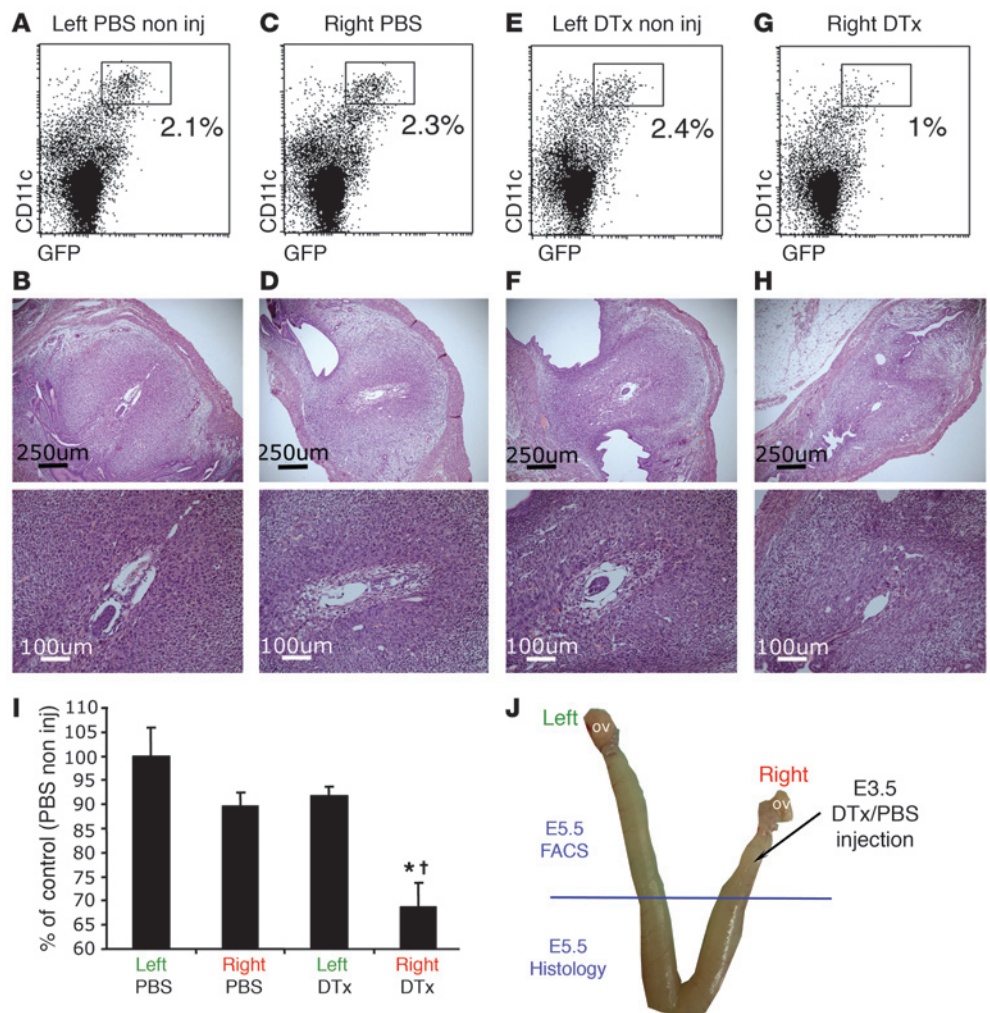 A Left PBS non inj
C Right PBS
E Left DTx non inj
G Right DTx
CD11c
2.1%
GFP
CD11c
2.3%
GFP
CD11c
2.4%
GFP
CD11c
1%
GFP
B
250um
100um
D
250um
100um
F
250um
100um
H
250um
100um
I
% of control (PBS non inj)
110
105
100
95
90
85
80
75
70
65
60
*†
Left
PBS
Right
PBS
Left
DTx
Right
DTx
J
Left
ov
Right
ov
E3.5
DTx/PBS
injection
E5.5
FACS
E5.5
Histology